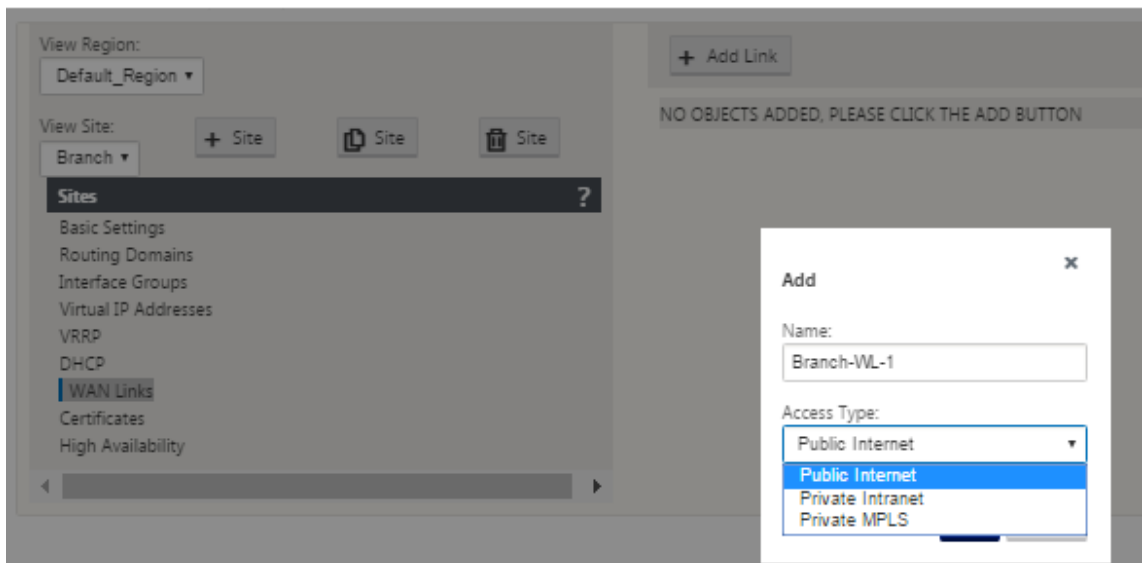 View Region:
Default_Region
View Site:
Branch
+ Site
Site
Site
Sites ?
Basic Settings
Routing Domains
Interface Groups
Virtual IP Addresses
VRRP
DHCP
WAN Links
Certificates
High Availability
+ Add Link
NO OBJECTS ADDED, PLEASE CLICK THE ADD BUTTON
Add
Name:
Branch-WL-1
Access Type:
Public Internet
Public Internet
Private Intranet
Private MPLS